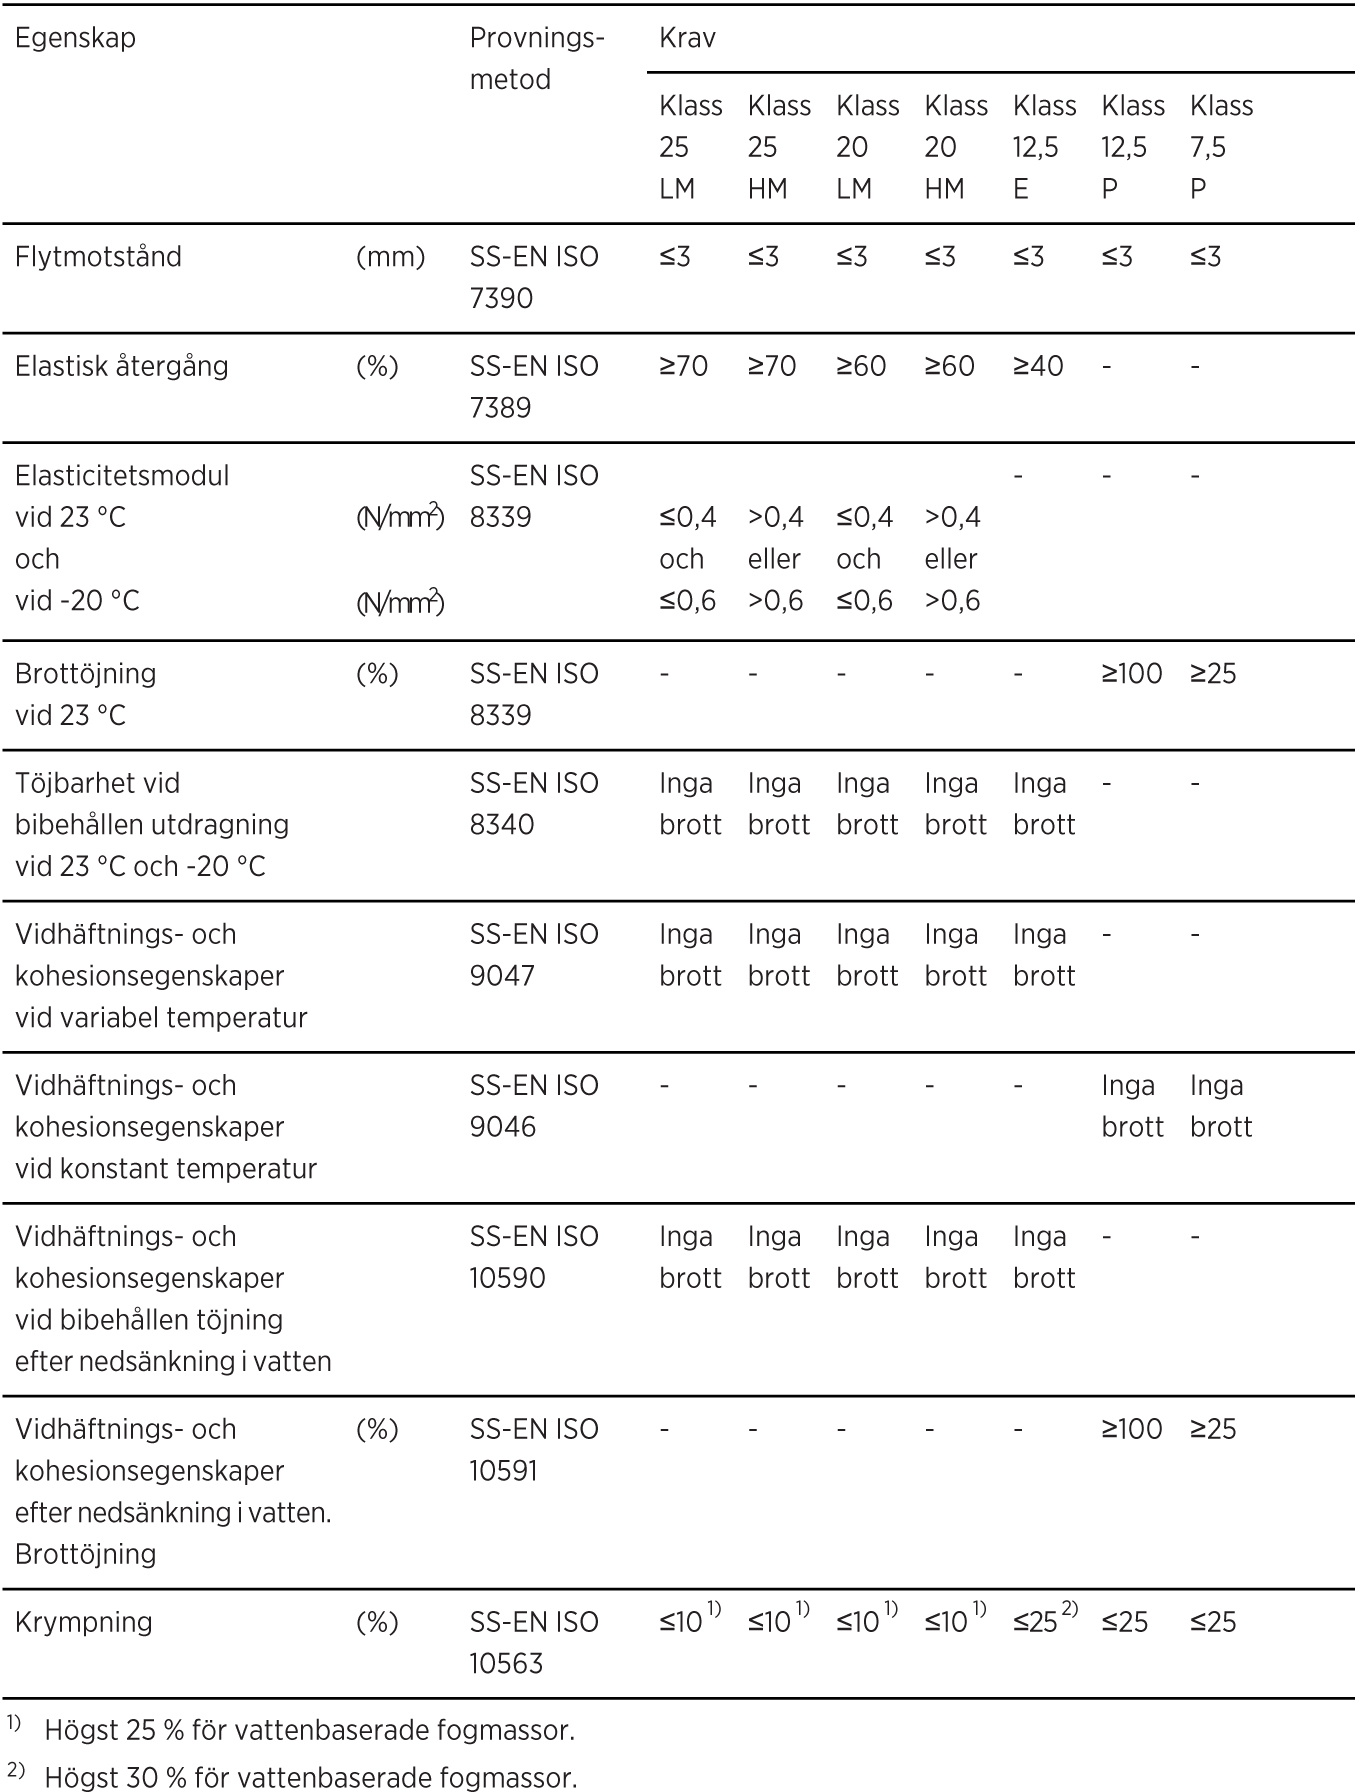 Egenskap Provnings- Krav
metod
Klass Klass Klass Klass Klass Klass Klass
25 25 20 20 12,5 12,5 7,5
LM HM LM HM E P P
Flytmotstånd (mm) SS-EN ISO ≤3 ≤3 ≤3 ≤3 ≤3 ≤3 ≤3
7390
Elastisk återgång (%) SS-EN ISO ≥70 ≥70 ≥60 ≥60 ≥40 - -
7389
Elasticitetsmodul SS-EN ISO - - -
vid 23 °C (N/mm²) 8339 ≤0,4 >0,4 ≤0,4 >0,4
och och eller och eller
vid -20 °C (N/mm²) ≤0,6 >0,6 ≤0,6 >0,6
Brottöjning (%) SS-EN ISO - - - - - ≥100 ≥25
vid 23 °C 8339
Töjbarhet vid SS-EN ISO Inga Inga Inga Inga Inga - -
bibehållen utdragning 8340 brott brott brott brott brott
vid 23 °C och -20 °C
Vidhäftnings- och SS-EN ISO Inga Inga Inga Inga Inga - -
kohesionsegenskaper 9047 brott brott brott brott brott
vid variabel temperatur
Vidhäftnings- och SS-EN ISO - - - - - Inga Inga
kohesionsegenskaper 9046 brott brott
vid konstant temperatur
Vidhäftnings- och SS-EN ISO Inga Inga Inga Inga Inga - -
kohesionsegenskaper 10590 brott brott brott brott brott
vid bibehållen töjning
efter nedsänkning i vatten
Vidhäftnings- och (%) SS-EN ISO - - - - - ≥100 ≥25
kohesionsegenskaper 10591
efter nedsänkning i vatten.
Brottöjning
Krympning (%) SS-EN ISO ≤10 1) ≤10 1) ≤10 1) ≤10 1) ≤25 2) ≤25 ≤25
10563
1) Högst 25 % för vattenbaserade fogmassor.
2) Högst 30 % för vattenbaserade fogmassor.